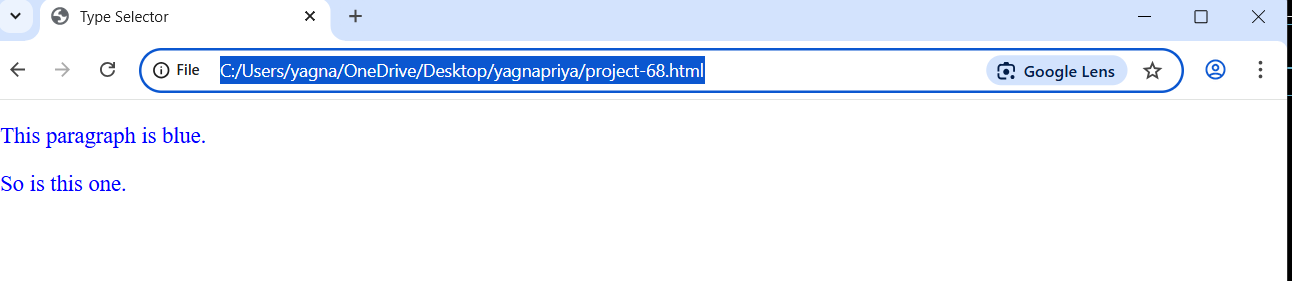 Type Selector
File C:/Users/yagna/OneDrive/Desktop/yagnapriya/project-68.html Google Lens
This paragraph is blue.
So is this one.